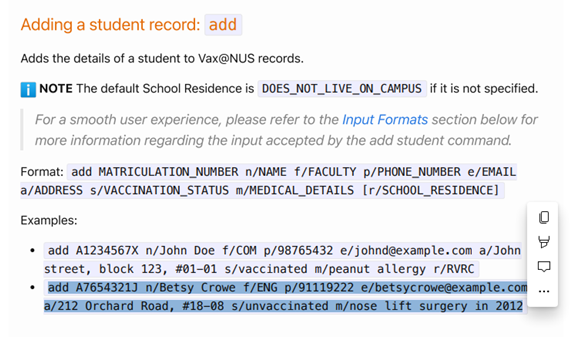 Adding a student record: add
Adds the details of a student to Vax@NUS records.
i NOTE The default School Residence is DOES_NOT_LIVE_ON_CAMPUS if it is not specified.
For a smooth user experience, please refer to the Input Formats section below for
more information regarding the input accepted by the add student command.
Format: add MATRICULATION_NUMBER n/NAME f/FACULTY p/PHONE_NUMBER e/EMAIL
a/ADDRESS s/VACCINATION_STATUS m/MEDICAL_DETAILS [r/SCHOOL_RESIDENCE]
Examples:
• add A1234567X n/John Doe f/COM p/98765432 e/johnd@example.com a/John
street, block 123, #01-01 s/vaccinated m/peanut allergy r/RVRC
• add A7654321J n/Betsy Crowe f/ENG p/91119222 e/betsycrowe@example.com
a/212 Orchard Road, #18-08 s/unvaccinated m/nose lift surgery in 2012